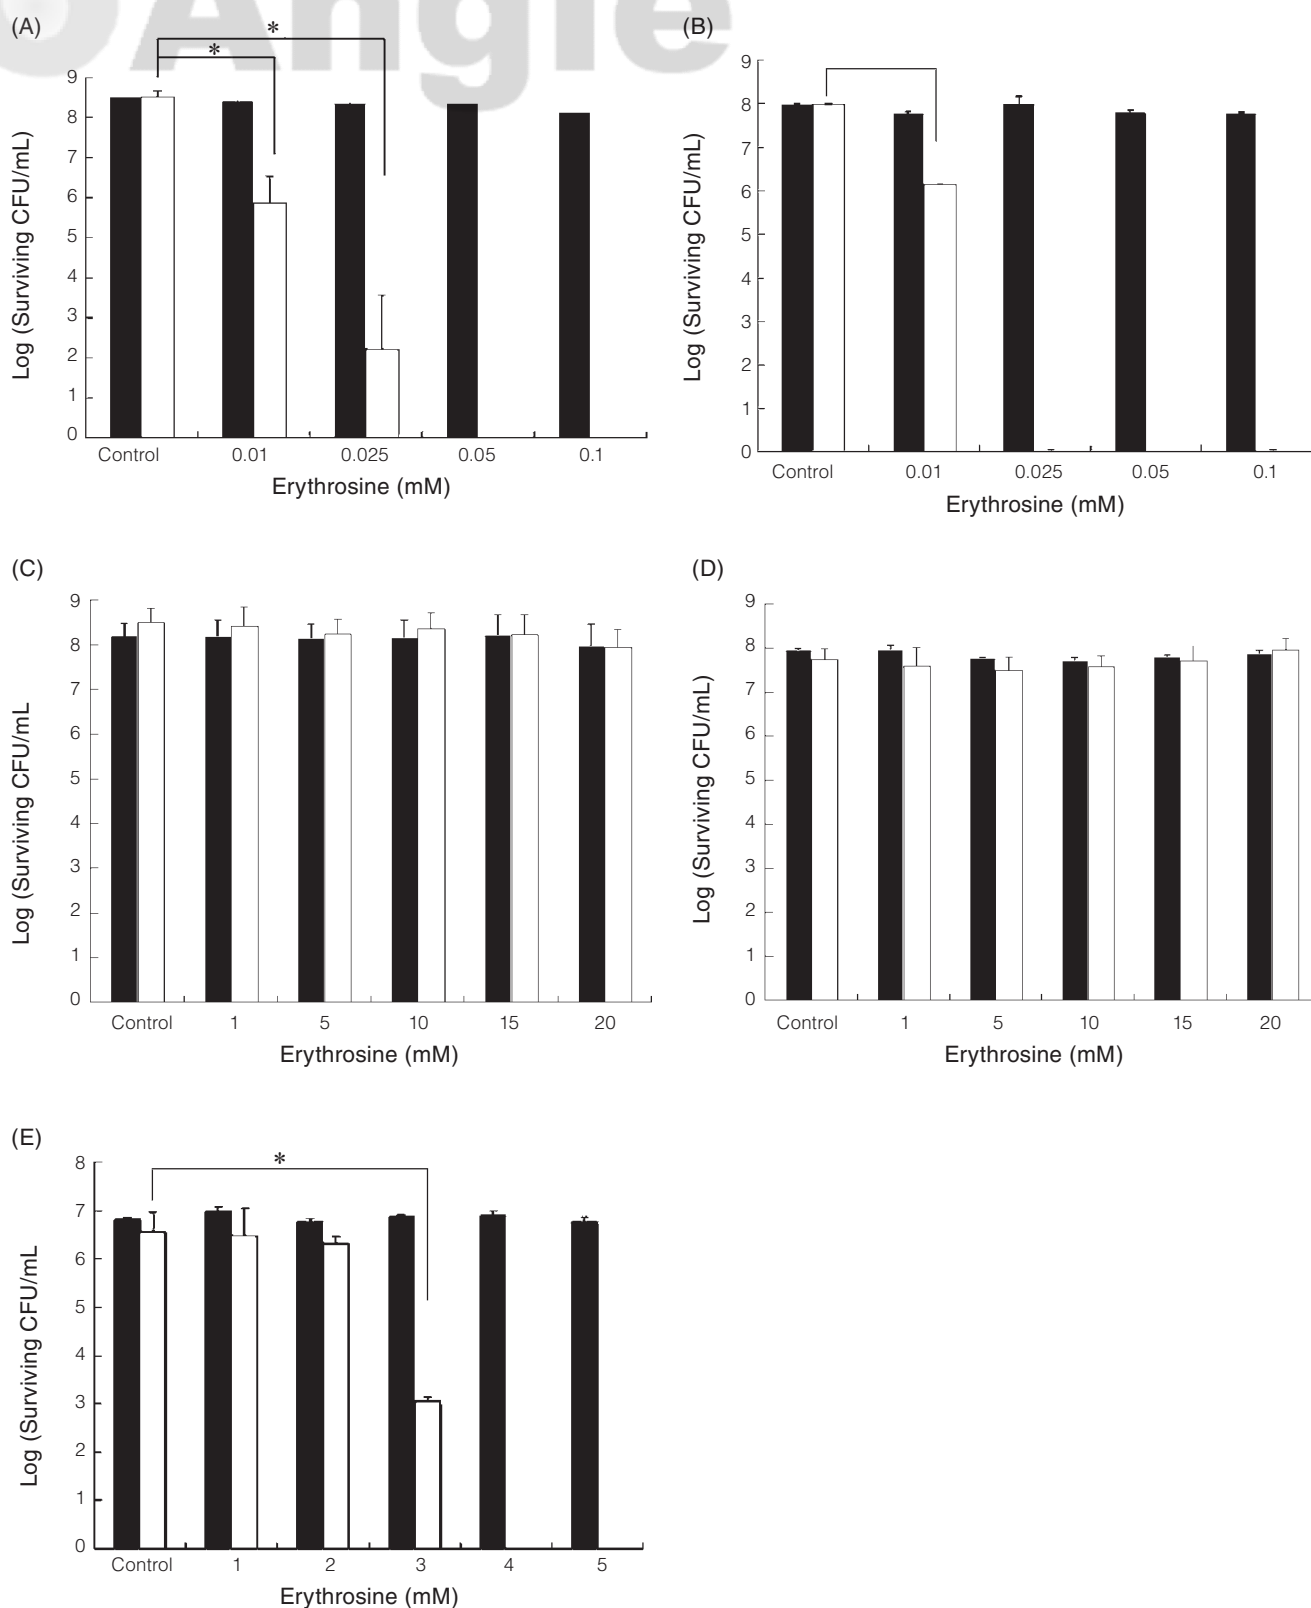 Angle
(A)
*
*
Log (Surviving CFU/mL)
9
8
7
6
5
4
3
2
1
0
Control 0.01 0.025 0.05 0.1
Erythrosine (mM)
(B)
Log (Surviving CFU/mL)
9
8
7
6
5
4
3
2
1
0
Control 0.01 0.025 0.05 0.1
Erythrosine (mM)
(C)
Log (Surviving CFU/mL
9
8
7
6
5
4
3
2
1
0
Control 1 5 10 15 20
Erythrosine (mM)
(D)
Log (Surviving CFU/mL)
9
8
7
6
5
4
3
2
1
0
Control 1 5 10 15 20
Erythrosine (mM)
(E)
*
Log (Surviving CFU/mL
8
7
6
5
4
3
2
1
0
Control 1 2 3 4 5
Erythrosine (mM)